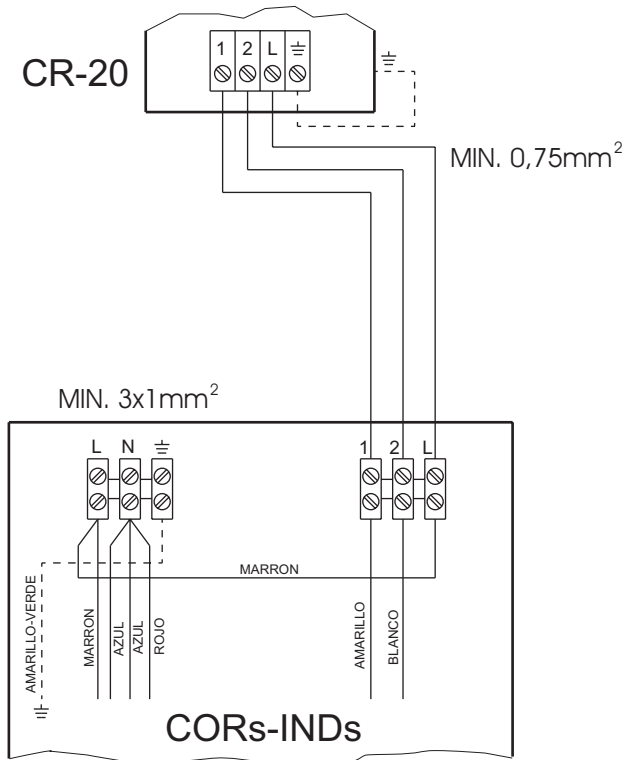 1 2 L
CR-20
MIN. 0,75mm²
MIN. 3x1mm²
L N
1 2 L
MARRON
AMARILLO-VERDE
MARRON
AZUL
AZUL
ROJO
AMARILLO
BLANCO
CORs-INDs